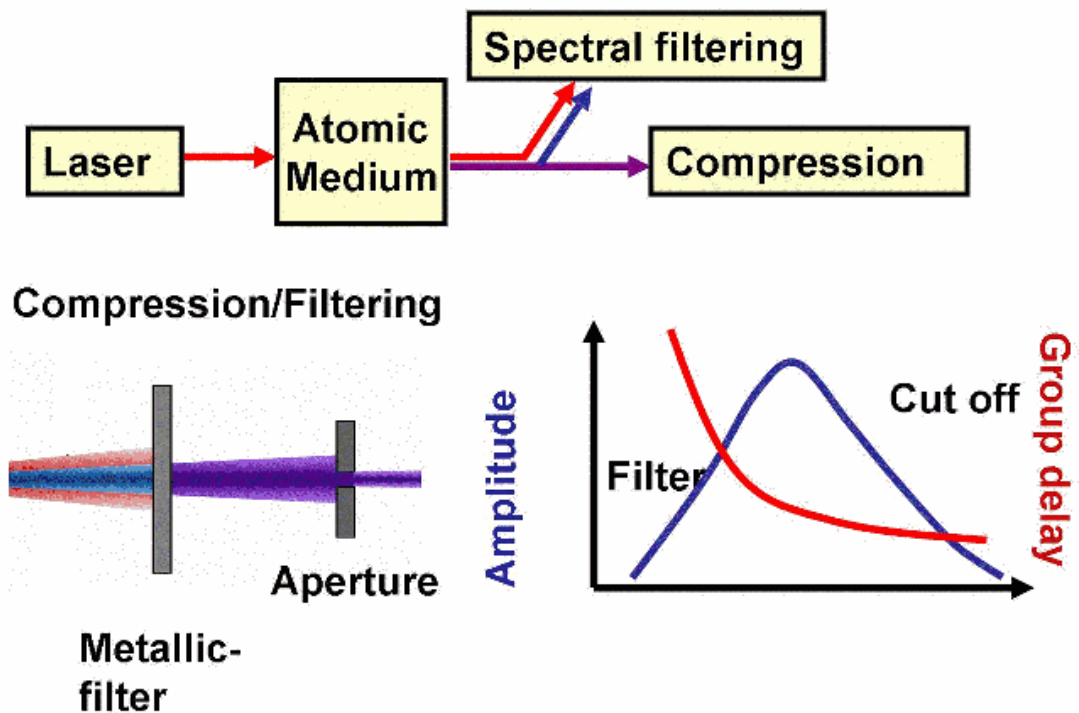 Spectral filtering
Laser
Atomic
Medium
Compression
Compression/Filtering
Aperture
Metallic-
filter
Amplitude
Filter
Cut off
Group delay